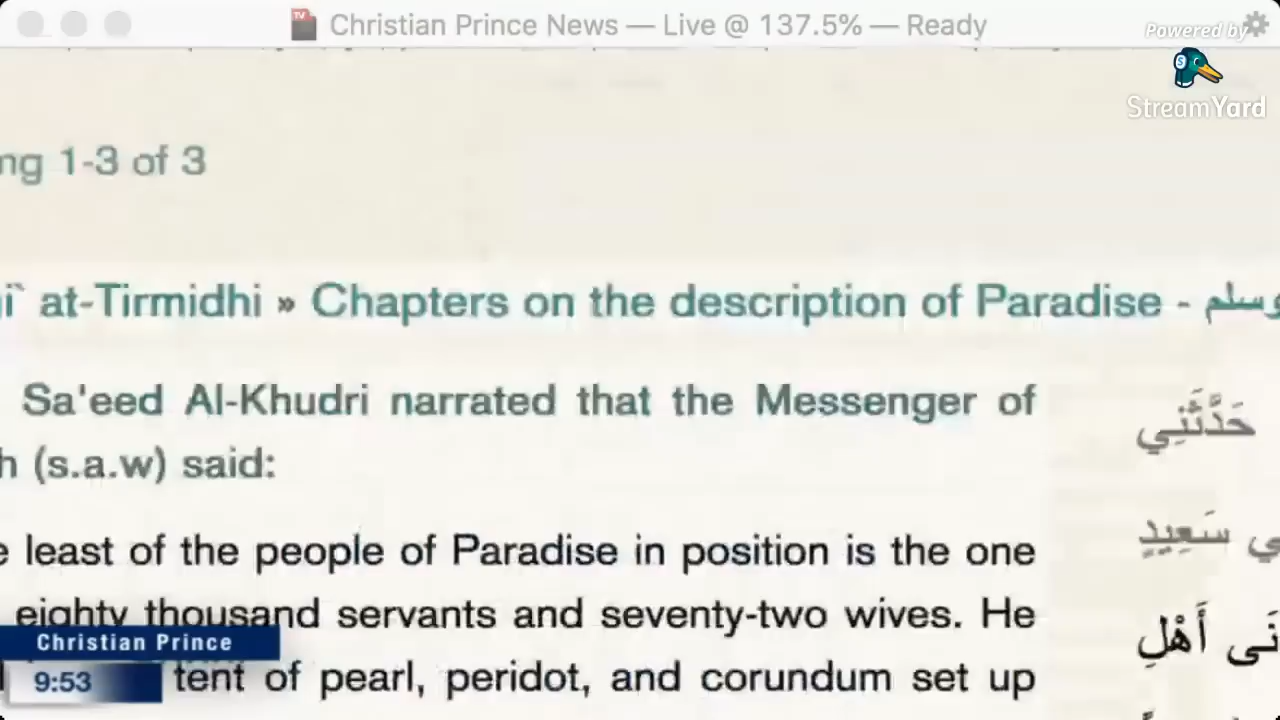 Christian Prince News — Live @ 137.5% — Ready
Powered by
StreamYard
ng 1-3 of 3
at-Tirmidhi » Chapters on the description of Paradise - وسلم
Sa'eed Al-Khudri narrated that the Messenger of
حَدَّثَنِي
h (s.a.w) said:
e least of the people of Paradise in position is the one
سَعِيدٍ
eighty thousand servants and seventy-two wives. He
أَهْلِ
tent of pearl, peridot, and corundum set up
Christian Prince
9:53